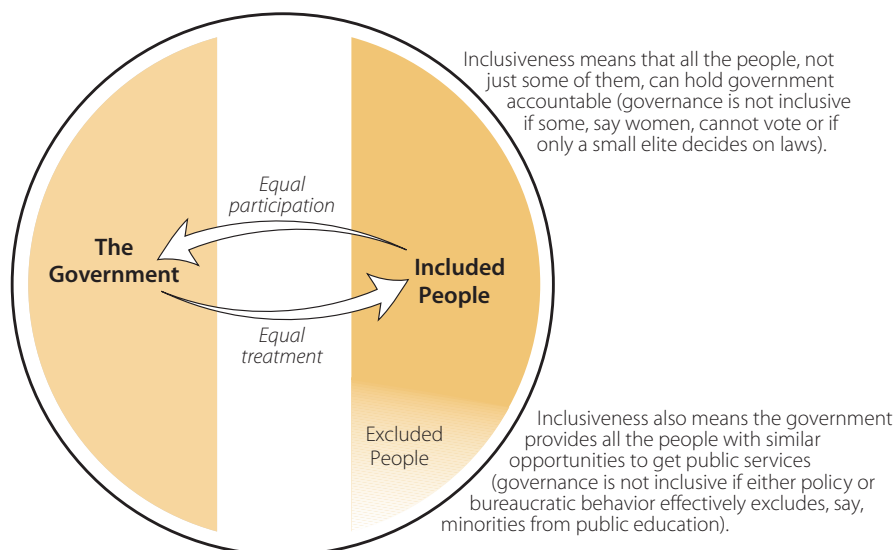 Inclusiveness means that all the people, not
just some of them, can hold government
accountable (governance is not inclusive
if some, say women, cannot vote or if
only a small elite decides on laws).
Equal
participation
The
Government
Included
People
Equal
treatment
Excluded
People
Inclusiveness also means the government
provides all the people with similar
opportunities to get public services
(governance is not inclusive if either policy or
bureaucratic behavior effectively excludes, say,
minorities from public education).